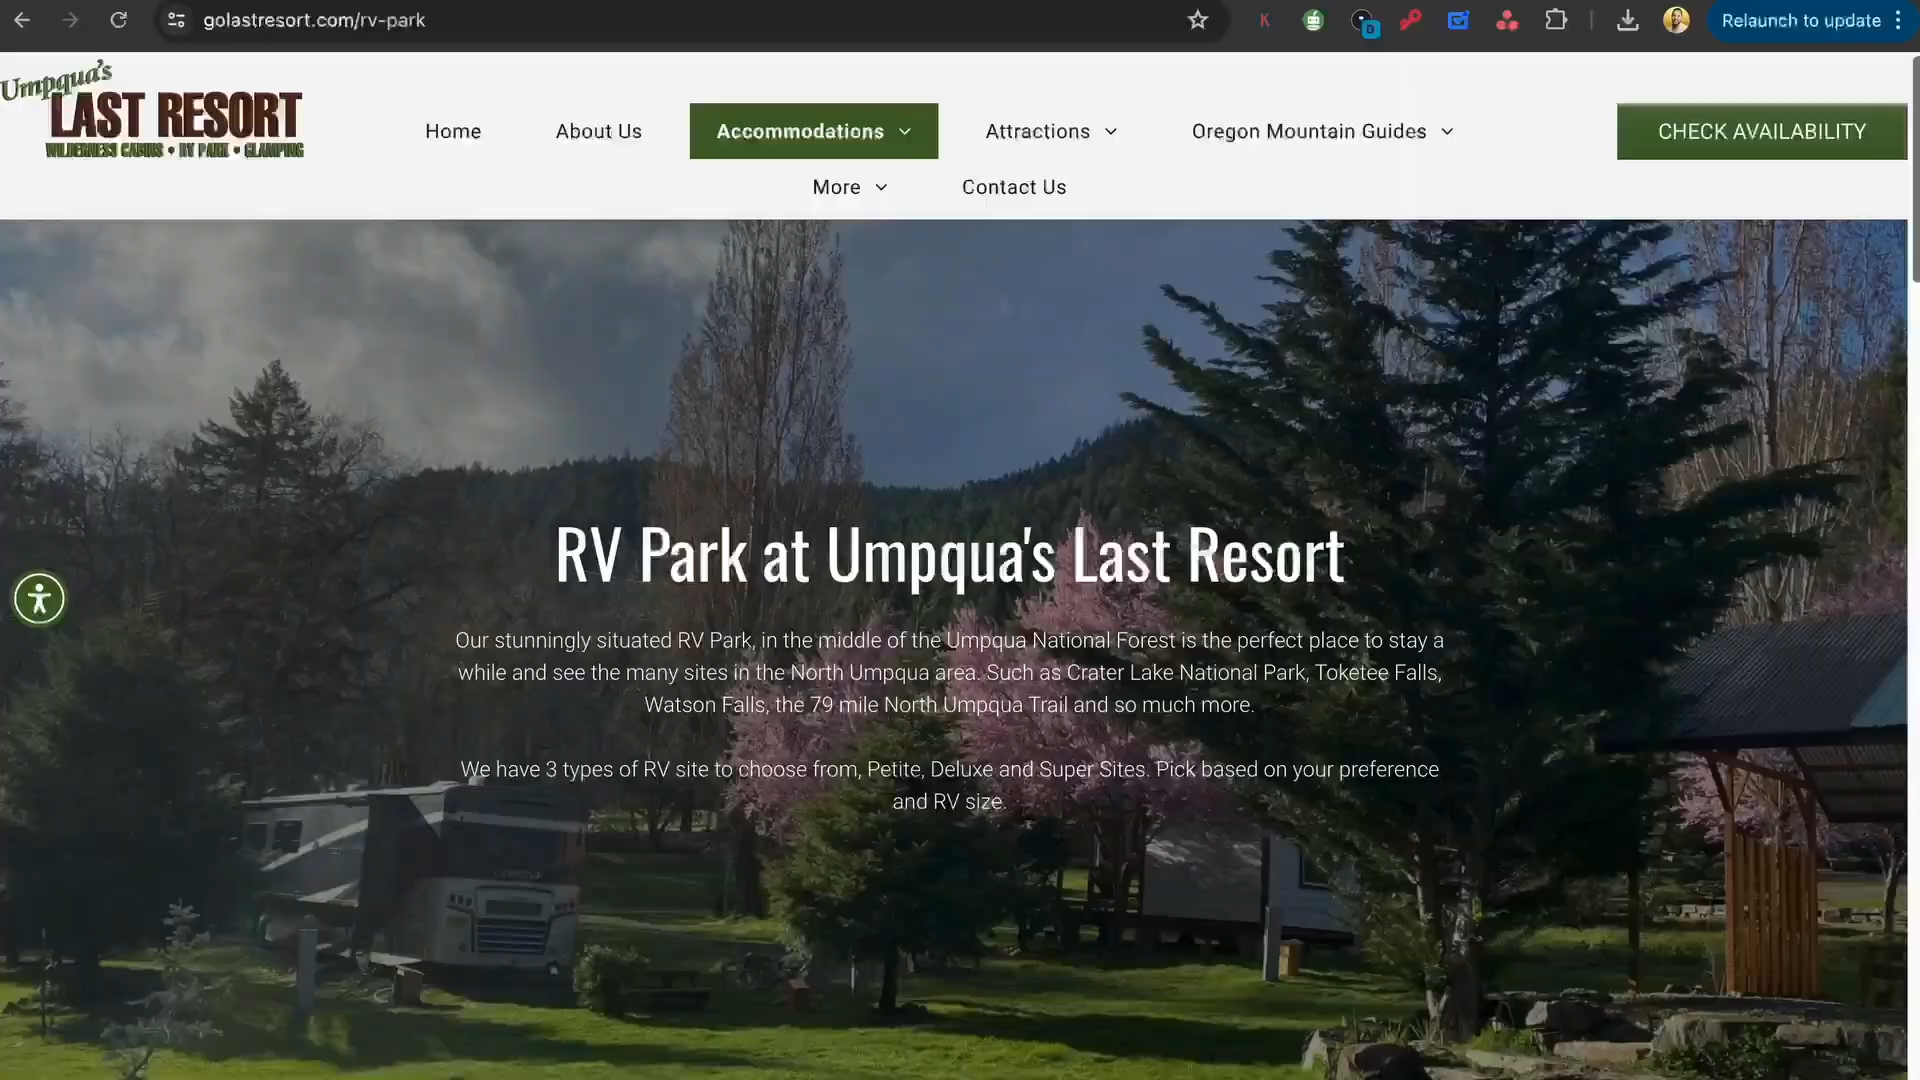 golastresort.com/rv-park
Relaunch to update
Umpqua's
LAST RESORT
WILDERNESS CABINS • RV PARK • GLAMPING
Home
About Us
Accommodations
Attractions
Oregon Mountain Guides
CHECK AVAILABILITY
More
Contact Us
RV Park at Umpqua's Last Resort
Our stunningly situated RV Park, in the middle of the Umpqua National Forest is the perfect place to stay a
while and see the many sites in the North Umpqua area. Such as Crater Lake National Park, Toketee Falls,
Watson Falls, the 79 mile North Umpqua Trail and so much more.
We have 3 types of RV site to choose from, Petite, Deluxe and Super Sites. Pick based on your preference
and RV size.